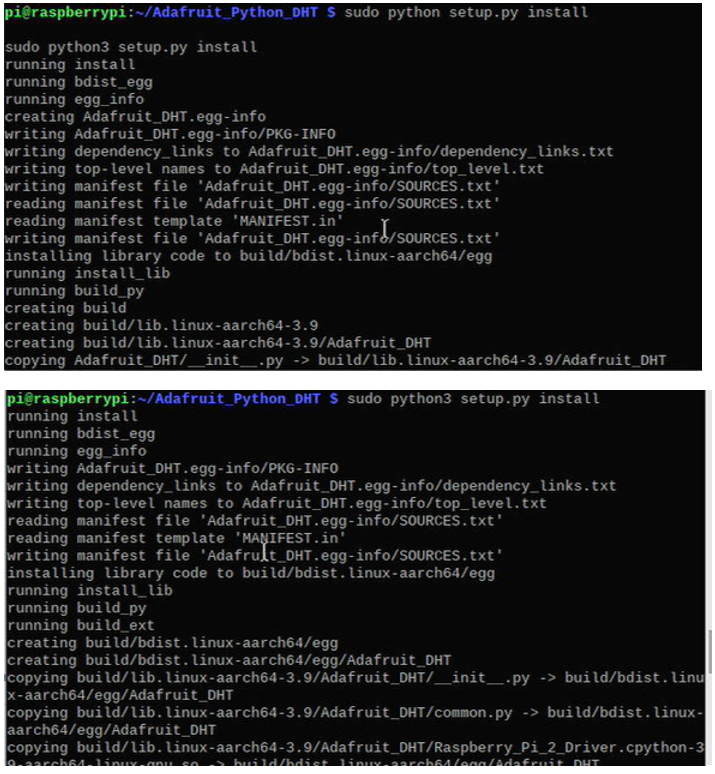 pi@raspberrypi:~/Adafruit_Python_DHT $ sudo python setup.py install
sudo python3 setup.py install
running install
running bdist_egg
running egg_info
creating Adafruit_DHT.egg-info
writing Adafruit_DHT.egg-info/PKG-INFO
writing dependency_links to Adafruit_DHT.egg-info/dependency_links.txt
writing top-level names to Adafruit_DHT.egg-info/top_level.txt
writing manifest file 'Adafruit_DHT.egg-info/SOURCES.txt'
reading manifest file 'Adafruit_DHT.egg-info/SOURCES.txt'
reading manifest template 'MANIFEST.in'
writing manifest file 'Adafruit_DHT.egg-info/SOURCES.txt'
installing library code to build/bdist.linux-aarch64/egg
running install_lib
running build_py
creating build
creating build/lib.linux-aarch64-3.9
creating build/lib.linux-aarch64-3.9/Adafruit_DHT
copying Adafruit_DHT/__init__.py -> build/lib.linux-aarch64-3.9/Adafruit_DHT
pi@raspberrypi:~/Adafruit_Python_DHT $ sudo python3 setup.py install
running install
running bdist_egg
running egg_info
writing Adafruit_DHT.egg-info/PKG-INFO
writing dependency_links to Adafruit_DHT.egg-info/dependency_links.txt
writing top-level names to Adafruit_DHT.egg-info/top_level.txt
reading manifest file 'Adafruit_DHT.egg-info/SOURCES.txt'
reading manifest template 'MANIFEST.in'
writing manifest file 'Adafruit_DHT.egg-info/SOURCES.txt'
installing library code to build/bdist.linux-aarch64/egg
running install_lib
running build_py
running build_ext
creating build/bdist.linux-aarch64/egg
creating build/bdist.linux-aarch64/egg/Adafruit_DHT
copying build/lib.linux-aarch64-3.9/Adafruit_DHT/__init__.py -> build/bdist.linu
x-aarch64/egg/Adafruit_DHT
copying build/lib.linux-aarch64-3.9/Adafruit_DHT/common.py -> build/bdist.linux-
aarch64/egg/Adafruit_DHT
copying build/lib.linux-aarch64-3.9/Adafruit_DHT/Raspberry_Pi_2_Driver.cpython-3
9-aarch64-linux-gnu.so -> build/bdist.linux-aarch64/egg/Adafruit_DHT